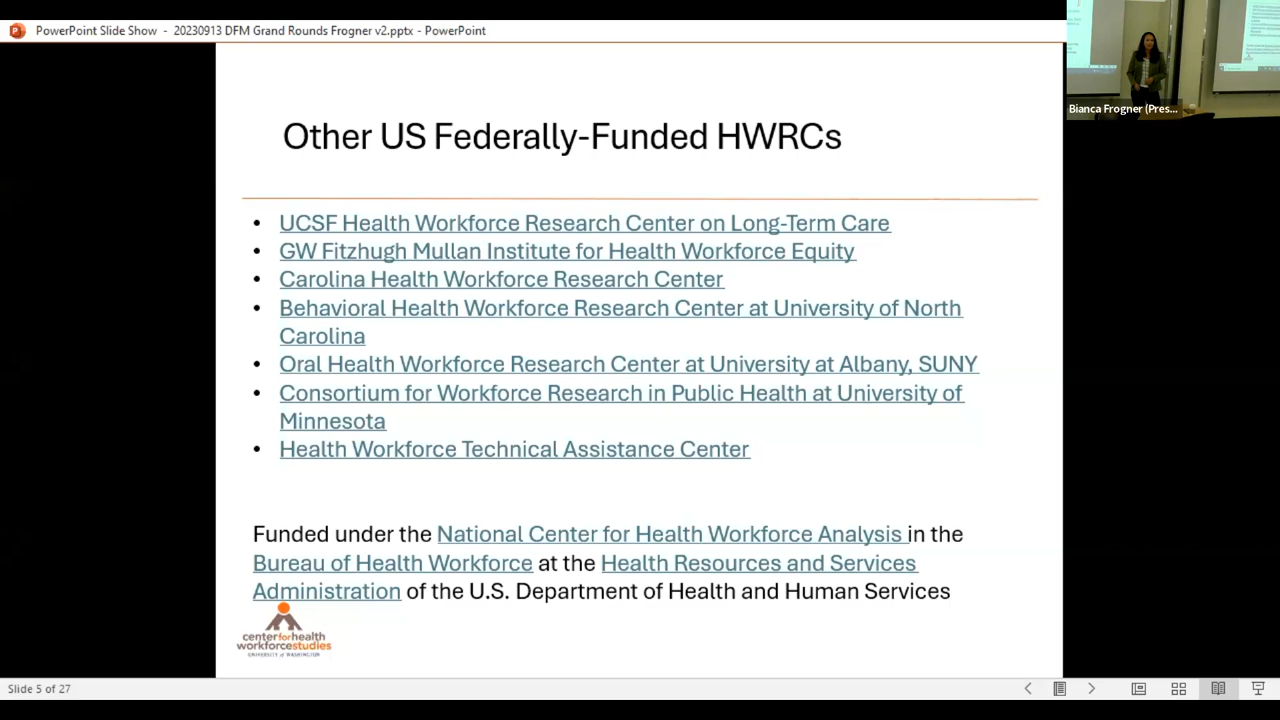 PowerPoint Slide Show - 20230913 DFM Grand Rounds Frogner v2.pptx - PowerPoint
Bianca Frogner (Pres...
Other US Federally-Funded HWRCs
• UCSF Health Workforce Research Center on Long-Term Care
• GW Fitzhugh Mullan Institute for Health Workforce Equity
• Carolina Health Workforce Research Center
• Behavioral Health Workforce Research Center at University of North
Carolina
• Oral Health Workforce Research Center at University at Albany, SUNY
• Consortium for Workforce Research in Public Health at University of
Minnesota
• Health Workforce Technical Assistance Center
Funded under the National Center for Health Workforce Analysis in the
Bureau of Health Workforce at the Health Resources and Services
Administration of the U.S. Department of Health and Human Services
centerforhealth
workforcestudies
UNIVERSITY of WASHINGTON
Slide 5 of 27